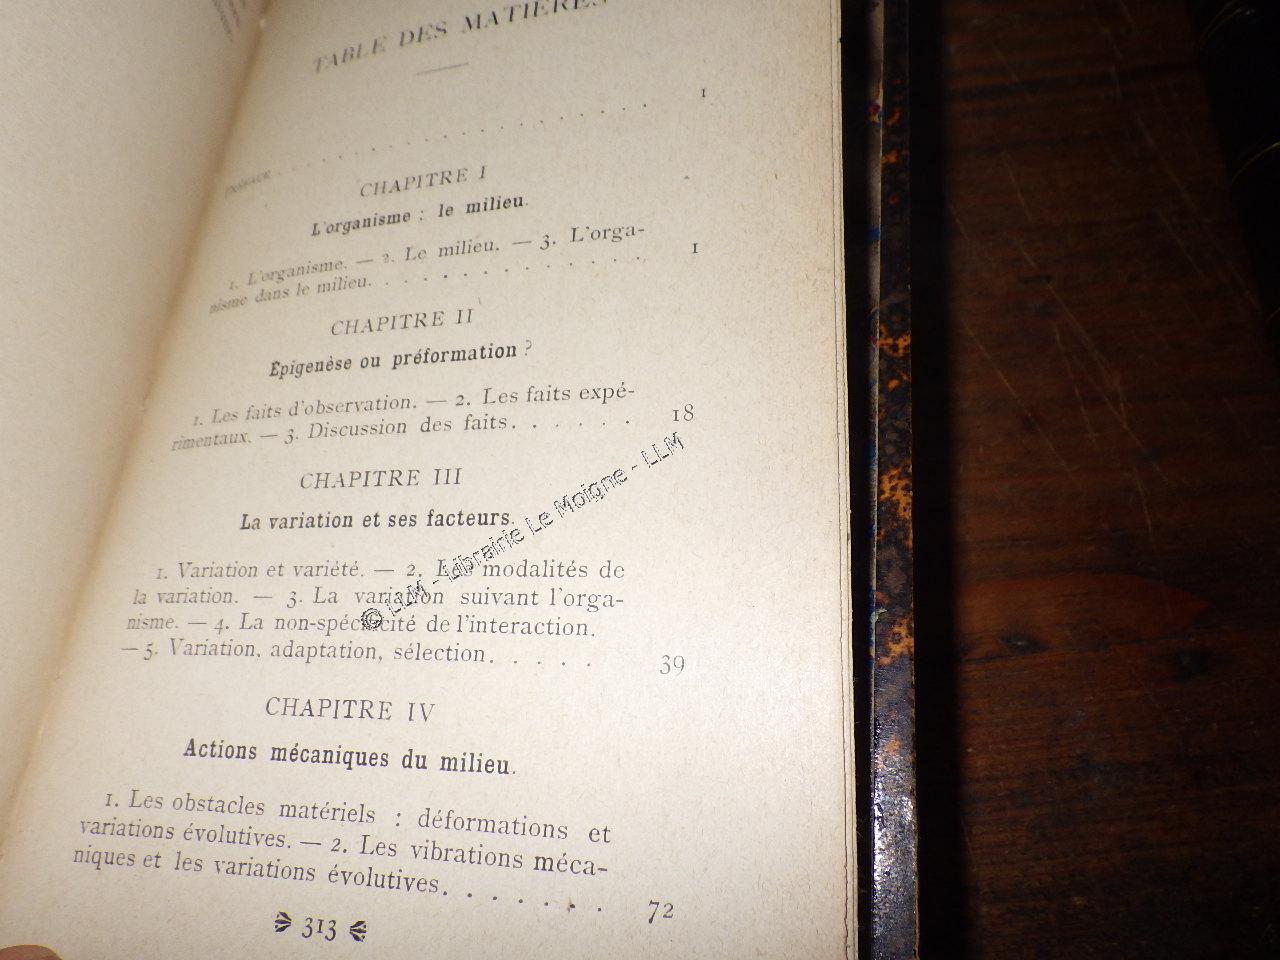 TABLE DES MATIÈRES
PRÉFACE . . . . . . . . . . . . . . . . . . . . 1
CHAPITRE I
L'organisme : le milieu.
1. L'organisme. — 2. Le milieu. — 3. L'orga-
nisme dans le milieu. . . . . . . . . . . . . . 1
CHAPITRE II
Épigenèse ou préformation ?
1. Les faits d'observation. — 2. Les faits expé-
rimentaux. — 3. Discussion des faits. . . . . . . 18
CHAPITRE III
La variation et ses facteurs.
1. Variation et variété. — 2. Les modalités de
la variation. — 3. La variation suivant l'orga-
nisme. — 4. La non-spécificité de l'interaction.
— 5. Variation, adaptation, sélection. . . . . . 39
CHAPITRE IV
Actions mécaniques du milieu.
1. Les obstacles matériels : déformations et
variations évolutives. — 2. Les vibrations méca-
niques et les variations évolutives. . . . . . . 72
313
© LLM - Librairie Le Moigne - LLM